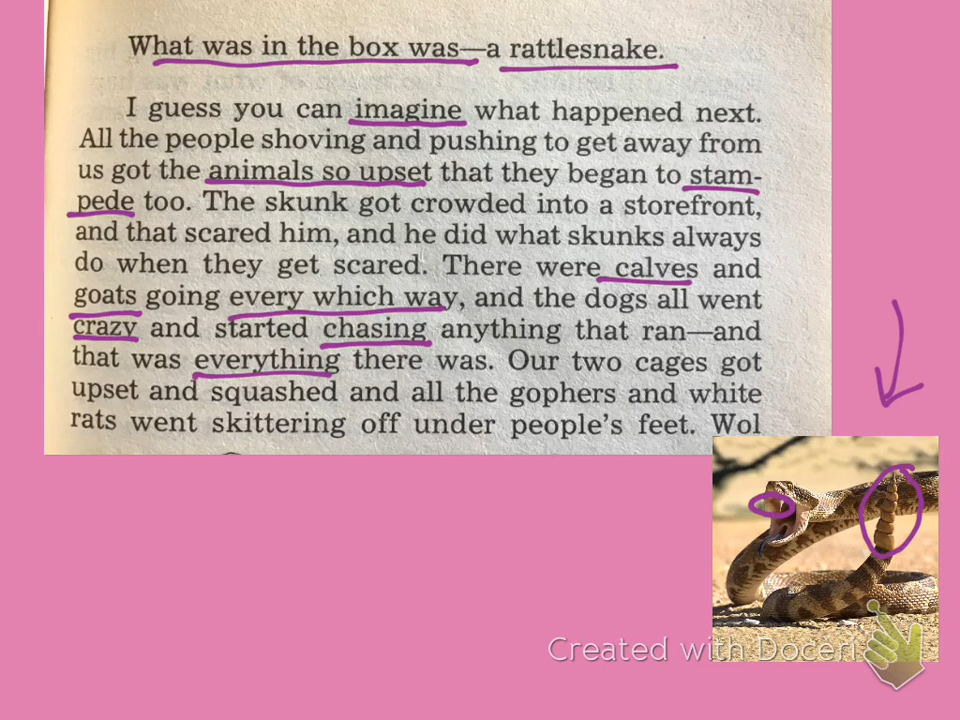 What was in the box was—a rattlesnake.
I guess you can imagine what happened next.
All the people shoving and pushing to get away from
us got the animals so upset that they began to stam-
pede too. The skunk got crowded into a storefront,
and that scared him, and he did what skunks always
do when they get scared. There were calves and
goats going every which way, and the dogs all went
crazy and started chasing anything that ran—and
that was everything there was. Our two cages got
upset and squashed and all the gophers and white
rats went skittering off under people's feet. Wol
Created with Doceri